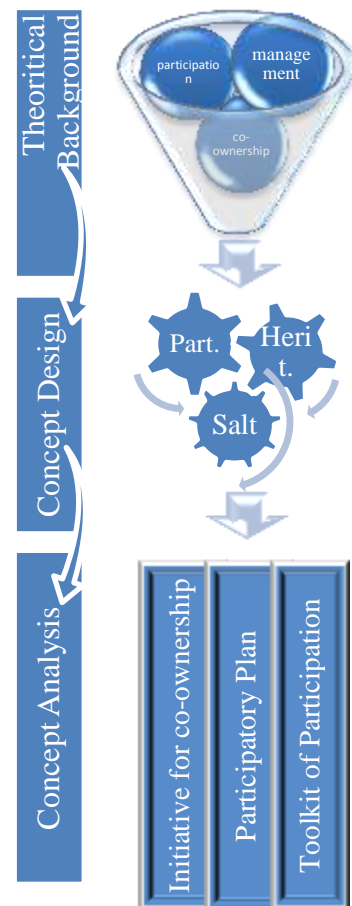 Theoritical
Background
participatio
n
manage
ment
co-
ownership
Concept Design
Part.
Heri
t.
Salt
Concept Analysis
Initiative for co-ownership
Participatory Plan
Toolkit of Participation